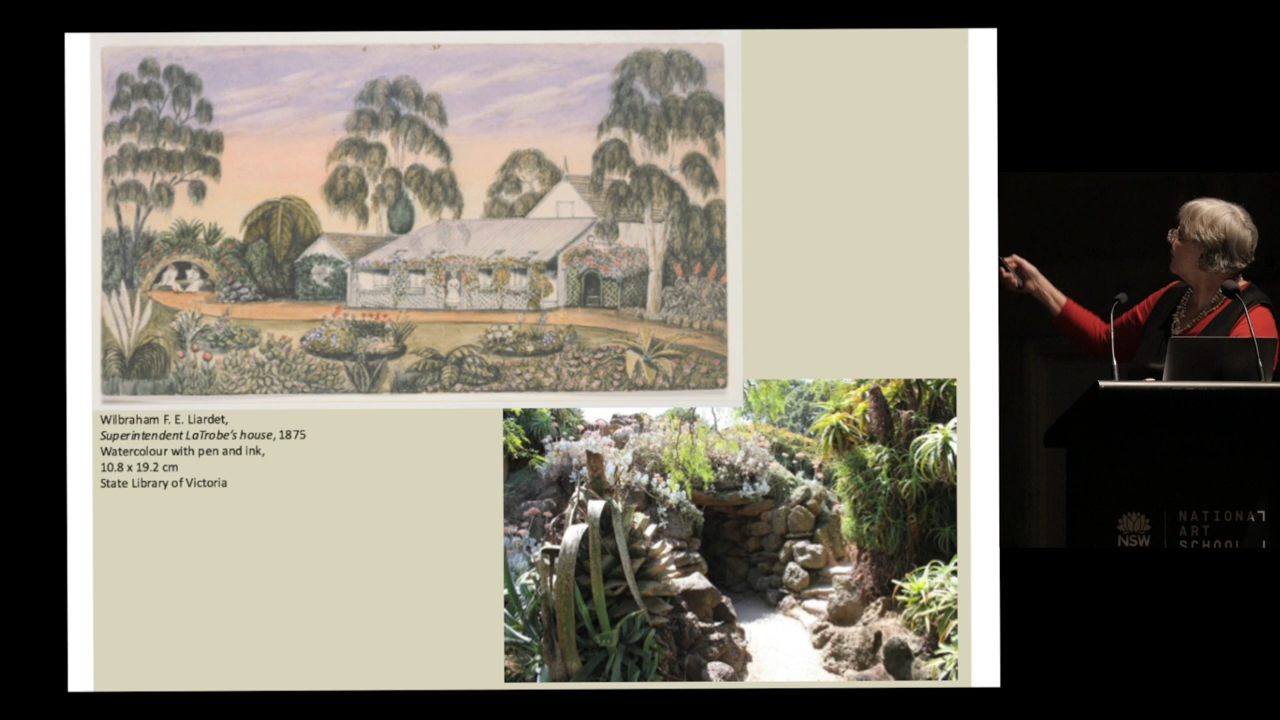 Wilbraham F. E. Liardet,
Superintendent LaTrobe's house, 1875
Watercolour with pen and ink,
10.8 x 19.2 cm
State Library of Victoria
NATIONAL
ART
SCHOOL
NSW